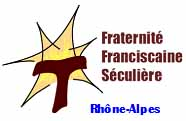 Fraternité
Franciscaine
Séculière
Rhône-Alpes